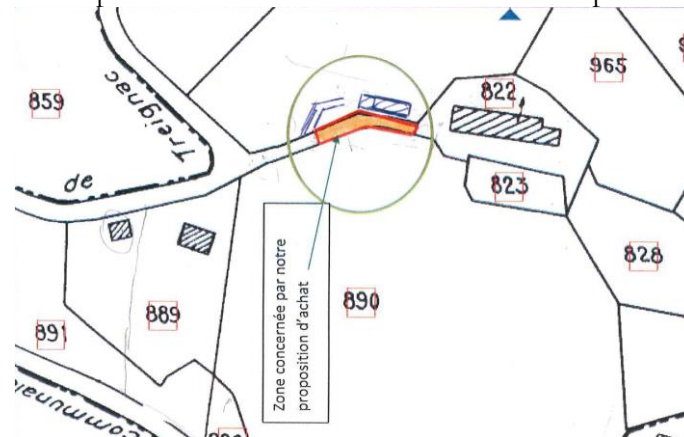 859
Treignac
de
822
965
823
828
Zone concernée par notre
proposition d'achat
890
889
891
Communale